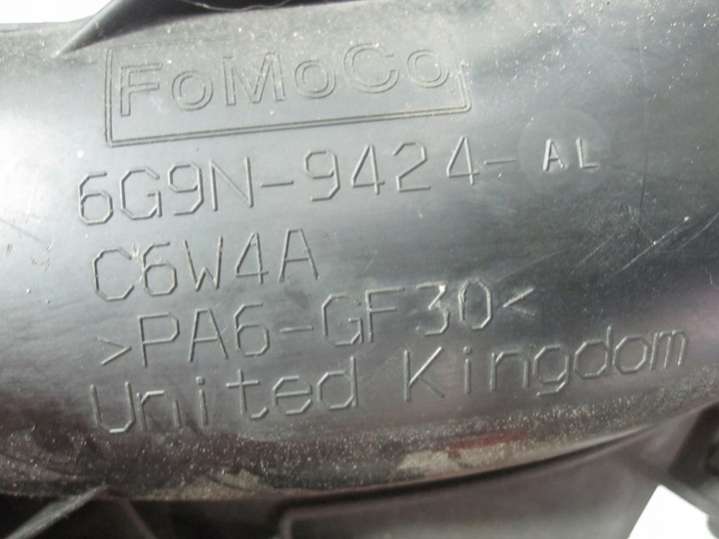 FoMoCo
6G9N-9424-AL
C6W4A
>PA6-GF30<
United Kingdom